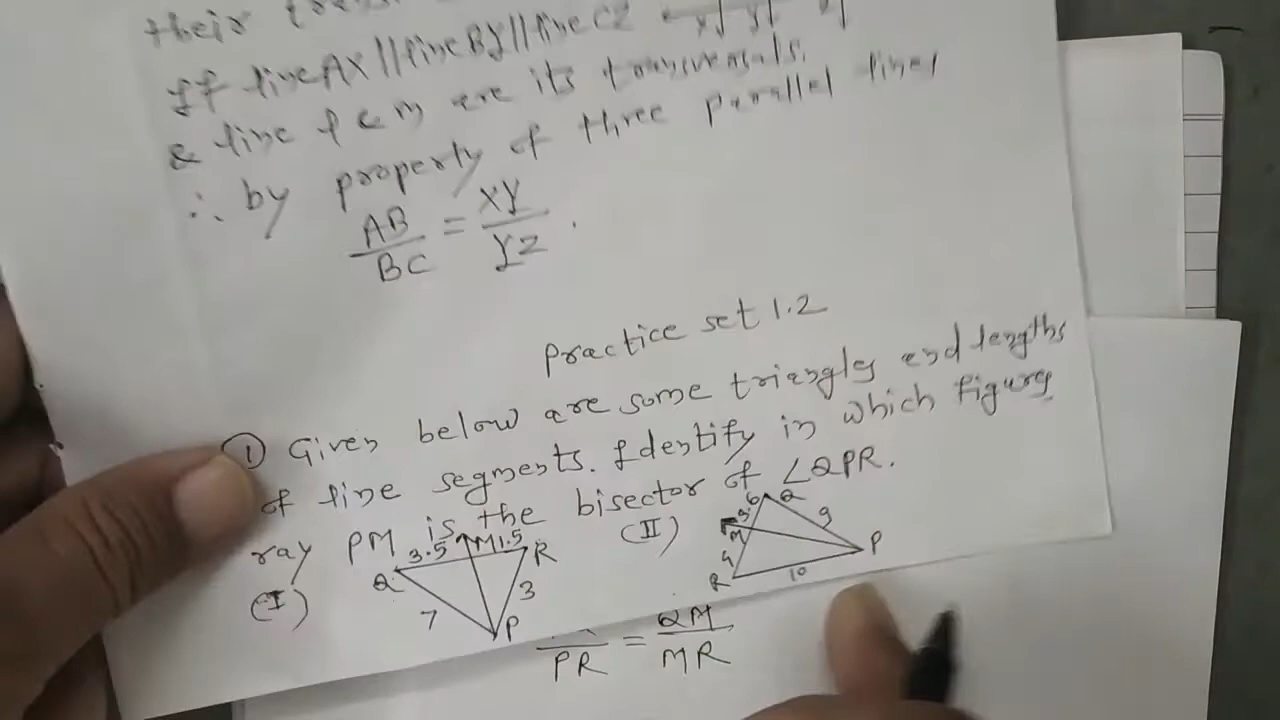 their
If line AX || line BY || line CZ
& line l & m are its transversals.
∴ by property of three parallel lines
AB/BC = XY/YZ.
Practice set 1.2
① Given below are some triangles and lengths
of line segments. Identify in which figures
ray PM is the bisector of ∠QPR.
(I) Q 3.5 M 1.5 R 7 3 P
(II) Q 3.6 M 4 R 9 10 P
PR = QM/MR